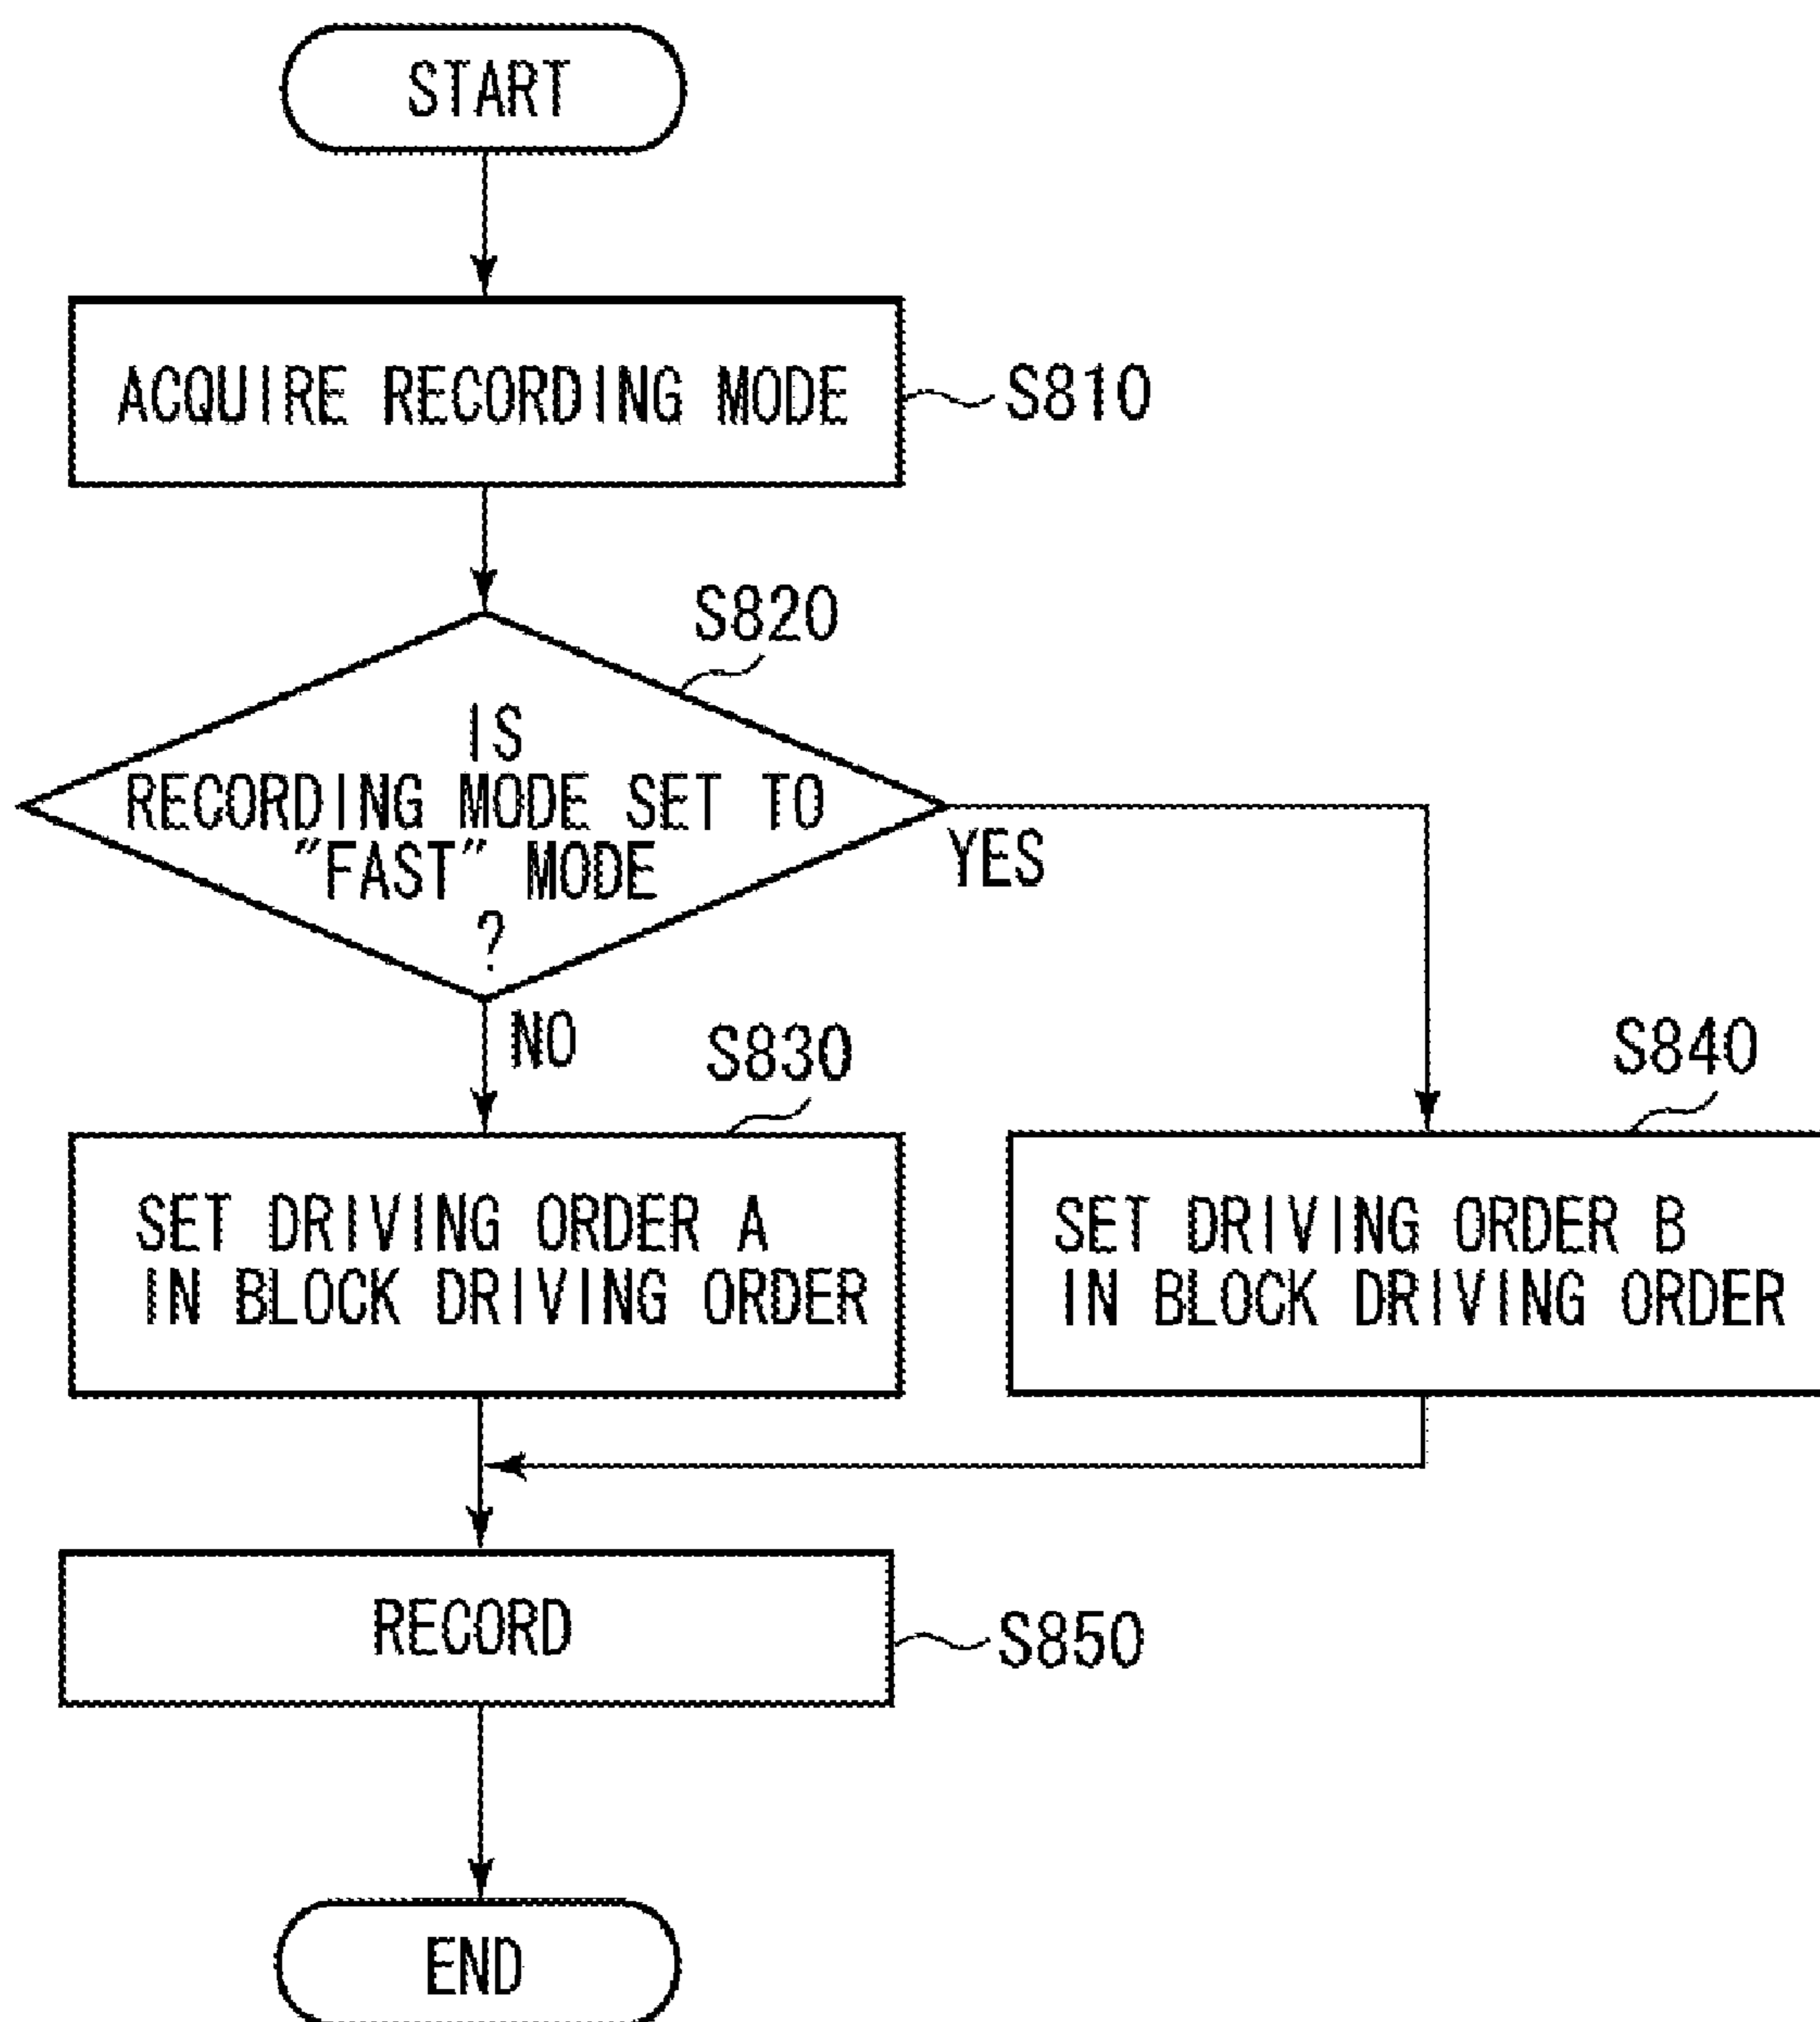 START
ACQUIRE RECORDING MODE
S810
S820
IS
RECORDING MODE SET TO
"FAST" MODE
?
YES
NO
S830
S840
SET DRIVING ORDER A
IN BLOCK DRIVING ORDER
SET DRIVING ORDER B
IN BLOCK DRIVING ORDER
RECORD
S850
END